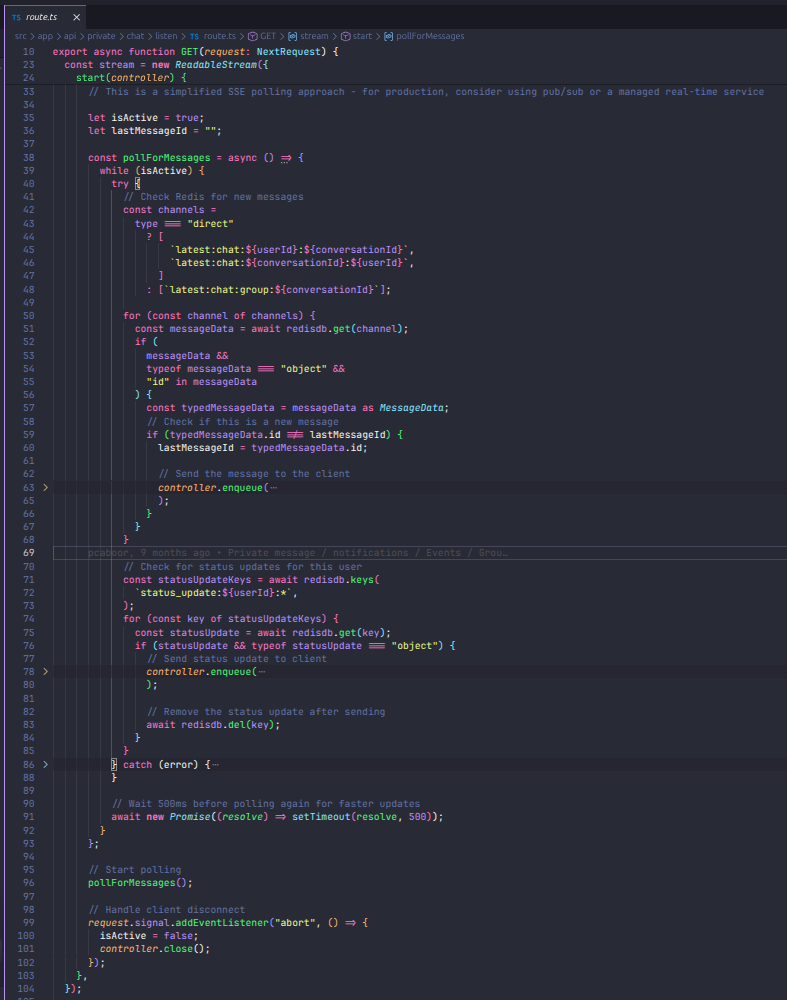 TS route.ts ×
src > app > api > private > chat > listen > TS route.ts > GET > stream > start > pollForMessages
10 export async function GET(request: NextRequest) {
23 const stream = new ReadableStream({
24 start(controller) {
33 // This is a simplified SSE polling approach - for production, consider using pub/sub or a managed real-time service
34
35 let isActive = true;
36 let lastMessageId = "";
37
38 const pollForMessages = async () => {
39 while (isActive) {
40 try {
41 // Check Redis for new messages
42 const channels =
43 type === "direct"
44 ? [
45 `latest:chat:${userId}:${conversationId}`,
46 `latest:chat:${conversationId}:${userId}`,
47 ]
48 : [`latest:chat:group:${conversationId}`];
49
50 for (const channel of channels) {
51 const messageData = await redisdb.get(channel);
52 if (
53 messageData &&
54 typeof messageData === "object" &&
55 "id" in messageData
56 ) {
57 const typedMessageData = messageData as MessageData;
58 // Check if this is a new message
59 if (typedMessageData.id !== lastMessageId) {
60 lastMessageId = typedMessageData.id;
61
62 // Send the message to the client
63 controller.enqueue(⋯
65 );
66 }
67 }
68 }
69 pcaboor, 9 months ago • Private message / notifications / Events / Grou…
70 // Check for status updates for this user
71 const statusUpdateKeys = await redisdb.keys(
72 `status_update:${userId}:*`,
73 );
74 for (const key of statusUpdateKeys) {
75 const statusUpdate = await redisdb.get(key);
76 if (statusUpdate && typeof statusUpdate === "object") {
77 // Send status update to client
78 controller.enqueue(⋯
80 );
81
82 // Remove the status update after sending
83 await redisdb.del(key);
84 }
85 }
86 } catch (error) {⋯
88 }
89
90 // Wait 500ms before polling again for faster updates
91 await new Promise((resolve) => setTimeout(resolve, 500));
92 }
93 };
94
95 // Start polling
96 pollForMessages();
97
98 // Handle client disconnect
99 request.signal.addEventListener("abort", () => {
100 isActive = false;
101 controller.close();
102 });
103 },
104 });